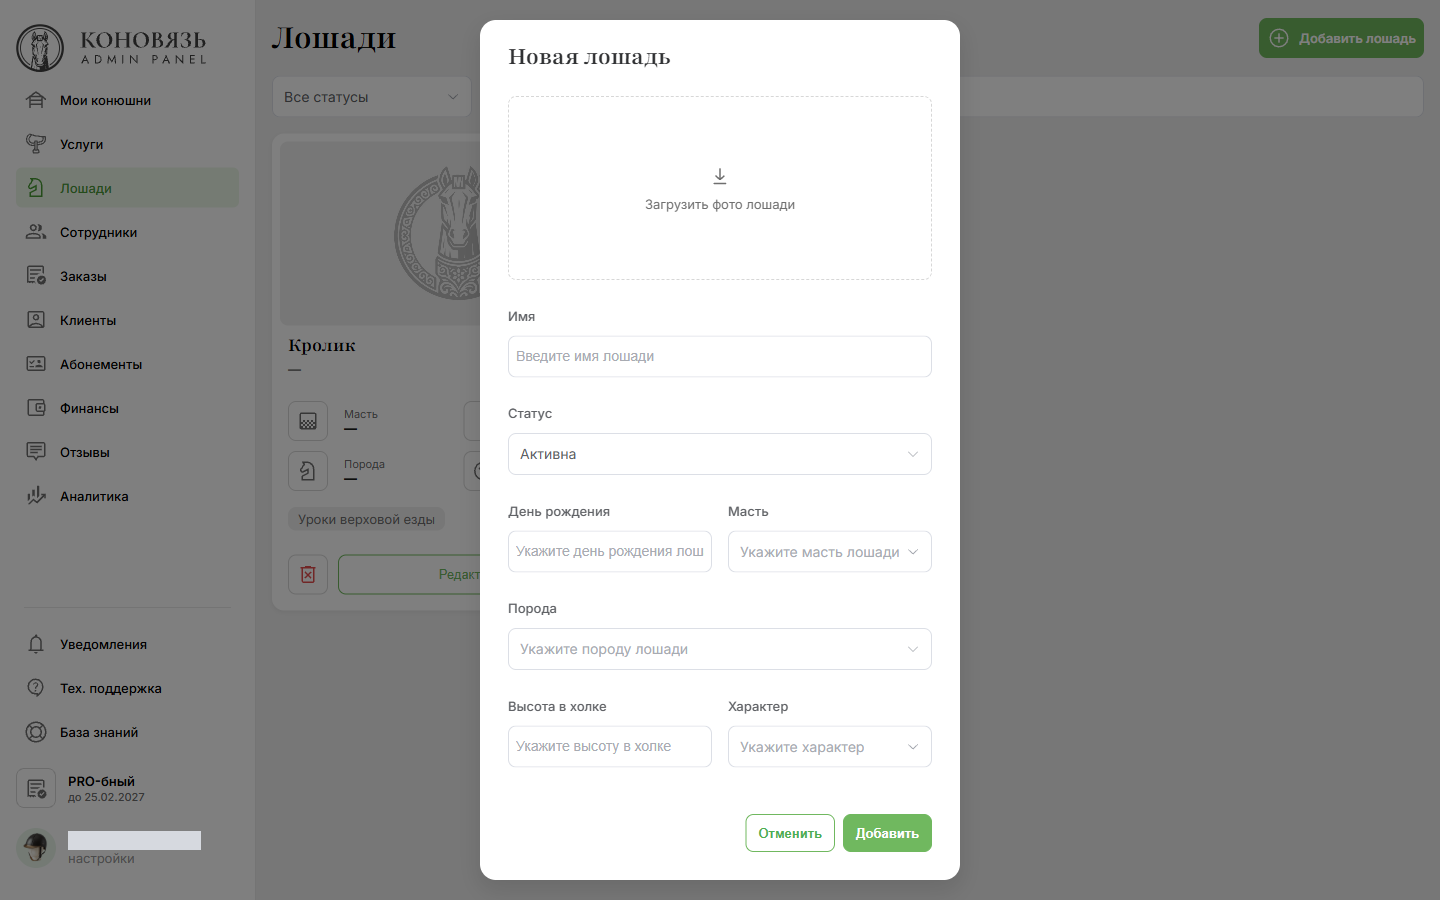 КОНОВЯЗЬ
ADMIN PANEL
Мои конюшни
Услуги
Лошади
Сотрудники
Заказы
Клиенты
Абонементы
Финансы
Отзывы
Аналитика
Уведомления
Тех. поддержка
База знаний
PRO-бный
до 25.02.2027
настройки
Лошади
Добавить лошадь
Все статусы
Кролик
—
Масть
—
Порода
—
Уроки верховой езды
Новая лошадь
Загрузить фото лошади
Имя
Введите имя лошади
Статус
Активна
День рождения
Масть
Укажите день рождения лош
Укажите масть лошади
Порода
Укажите породу лошади
Высота в холке
Характер
Укажите высоту в холке
Укажите характер
Отменить
Добавить